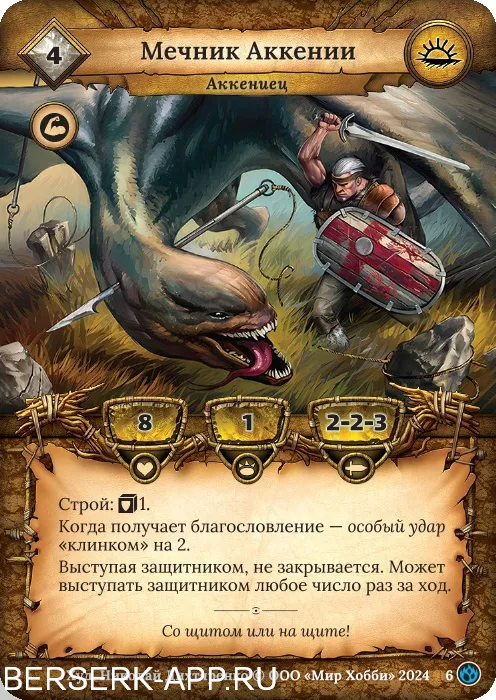 4
Мечник Аккении
Аккениец
8
1
2-2-3
Строй: 1.
Когда получает благословление — особый удар
«клинком» на 2.
Выступая защитником, не закрывается. Может
выступать защитником любое число раз за ход.
Со щитом или на щите!
© ООО «Мир Хобби» 2024
6
BERSERK-APP.RU